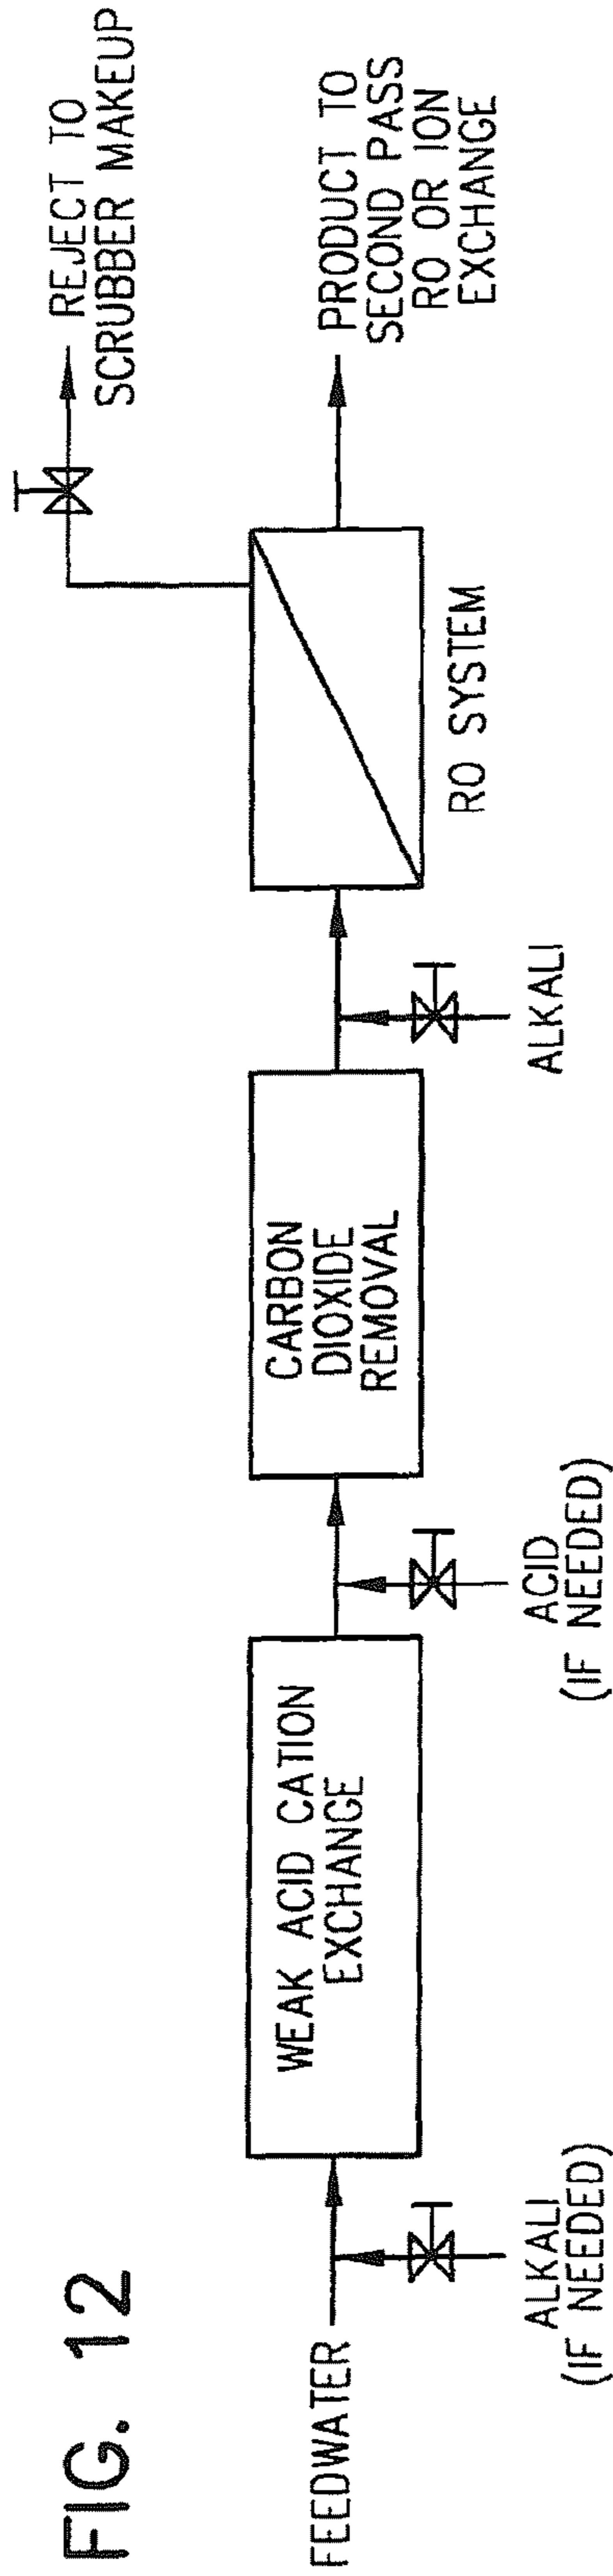 FIG. 12
FEEDWATER
ALKALI
(IF NEEDED)
WEAK ACID CATION
EXCHANGE
ACID
(IF NEEDED)
CARBON
DIOXIDE
REMOVAL
ALKALI
RO SYSTEM
REJECT TO
SCRUBBER MAKEUP
PRODUCT TO
SECOND PASS
RO OR ION
EXCHANGE